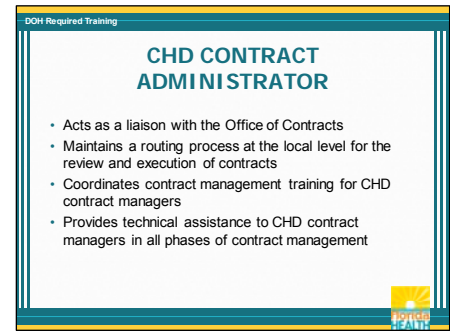 DOH Required Training
CHD CONTRACT
ADMINISTRATOR
• Acts as a liaison with the Office of Contracts
• Maintains a routing process at the local level for the
review and execution of contracts
• Coordinates contract management training for CHD
contract managers
• Provides technical assistance to CHD contract
managers in all phases of contract management
Florida
HEALTH